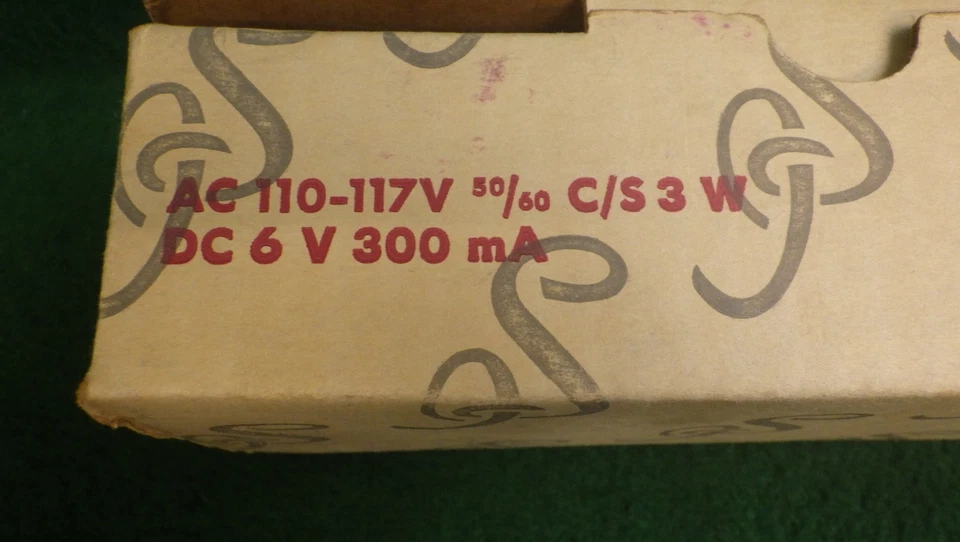 AC 110-117V 50/60 C/S 3 W
DC 6 V 300 mA